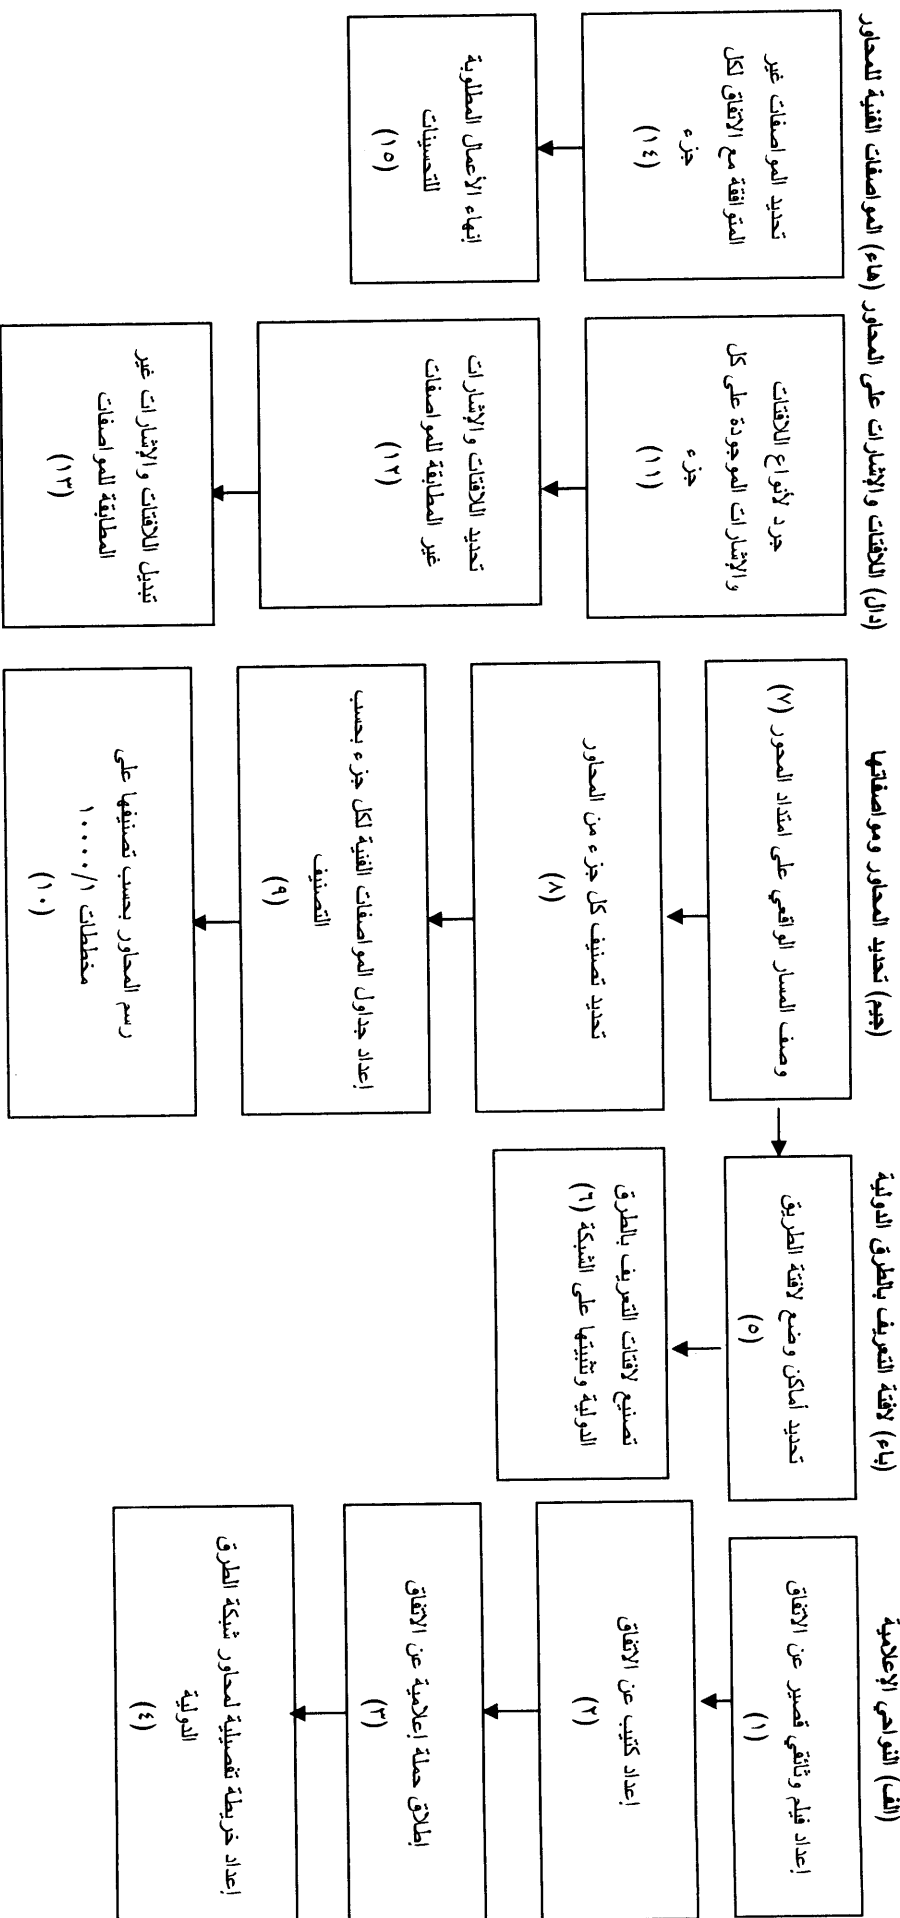 (ألف) النواحي الإعلامية
إعداد فيلم وثائقي قصير عن الاتفاق
(١)
إعداد كتيب عن الاتفاق
(٢)
إطلاق حملة إعلامية عن الاتفاق
(٣)
إعداد خريطة تفصيلية لمحاور شبكة الطرق
الدولية
(٤)
(باء) لافتة التعريف بالطرق الدولية
تحديد أماكن وضع لافتة الطريق
(٥)
تصنيع لافتات التعريف بالطرق
الدولية وتثبيتها على الشبكة (٦)
(جيم) تحديد المحاور ومواصفاتها
وصف المسار الواقعي على امتداد المحور (٧)
تحديد تصنيف كل جزء من المحاور
(٨)
إعداد جداول المواصفات الفنية لكل جزء بحسب
التصنيف
(٩)
رسم المحاور بحسب تصنيفها على
مخططات ١/١٠٠٠٠
(١٠)
(دال) اللافتات والإشارات على المحاور
جرد لأنواع اللافتات
والإشارات الموجودة على كل
جزء
(١١)
تحديد اللافتات والإشارات
غير المطابقة للمواصفات
(١٢)
تبديل اللافتات والإشارات غير
المطابقة للمواصفات
(١٣)
(هاء) المواصفات الفنية للمحاور
تحديد المواصفات غير
المتوافقة مع الاتفاق لكل
جزء
(١٤)
إنهاء الأعمال المطلوبة
للتحسينات
(١٥)